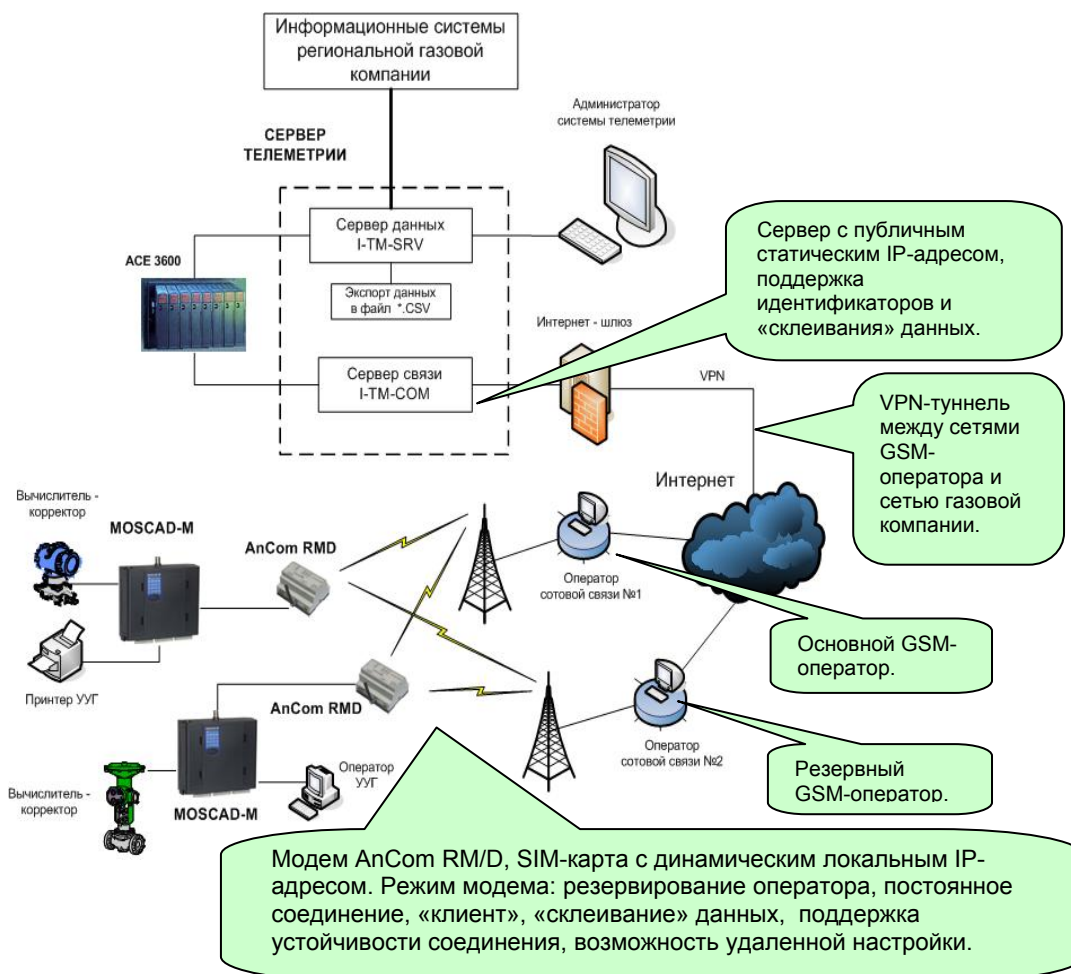 Информационные системы
региональной газовой
компании
Администратор
системы телеметрии
СЕРВЕР
ТЕЛЕМЕТРИИ
Сервер данных
I-TM-SRV
ACE 3600
Экспорт данных
в файл *.CSV
Интернет - шлюз
Сервер связи
I-TM-COM
VPN
Сервер с публичным
статическим IP-адресом,
поддержка
идентификаторов и
«склеивания» данных.
VPN-туннель
между сетями
GSM-
оператора и
сетью газовой
компании.
Интернет
Вычислитель -
корректор
MOSCAD-M
AnCom RMD
Оператор
сотовой связи №1
Основной GSM-
оператор.
Принтер УУГ
AnCom RMD
Оператор
сотовой связи №2
Резервный
GSM-оператор.
Вычислитель -
корректор
MOSCAD-M
Оператор
УУГ
Модем AnCom RM/D, SIM-карта с динамическим локальным IP-
адресом. Режим модема: резервирование оператора, постоянное
соединение, «клиент», «склеивание» данных, поддержка
устойчивости соединения, возможность удаленной настройки.